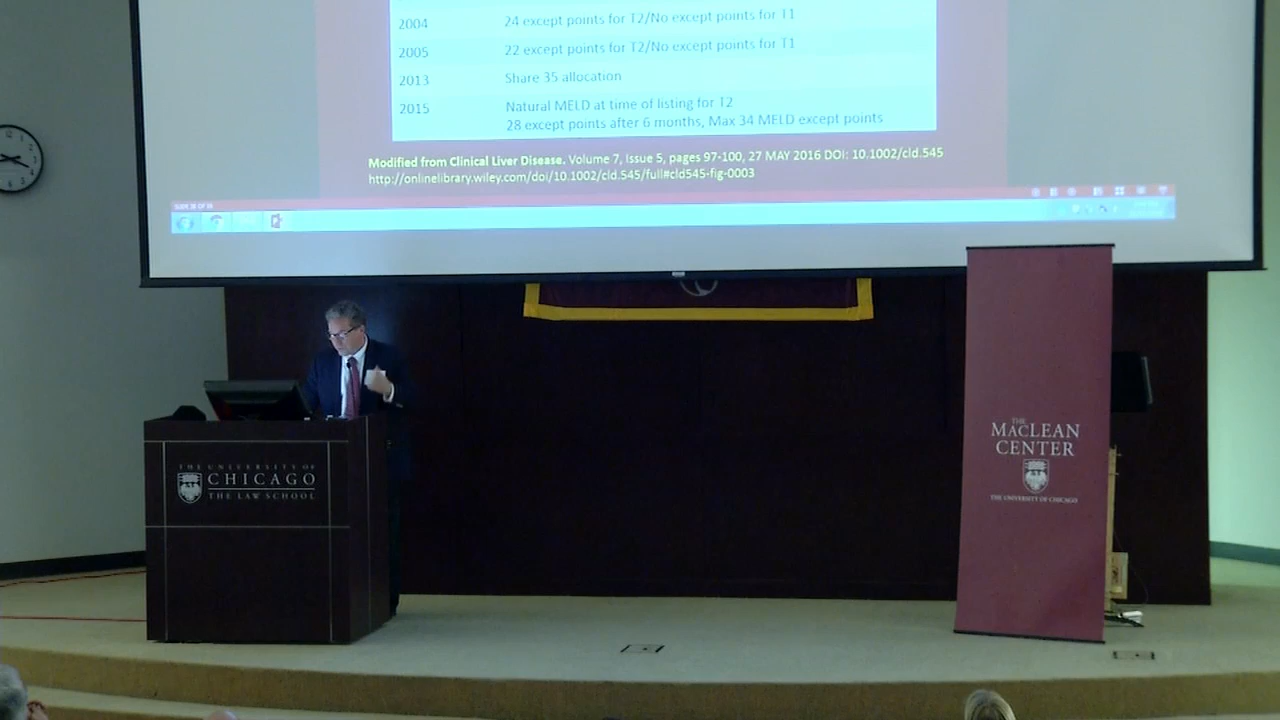 2004 24 except points for T2/No except points for T1
2005 22 except points for T2/No except points for T1
2013 Share 35 allocation
2015 Natural MELD at time of listing for T2
28 except points after 6 months, Max 34 MELD except points
Modified from Clinical Liver Disease. Volume 7, Issue 5, pages 97-100, 27 MAY 2016 DOI: 10.1002/cld.545
http://onlinelibrary.wiley.com/doi/10.1002/cld.545/full#cld545-fig-0003
THE UNIVERSITY OF
CHICAGO
THE LAW SCHOOL
THE
MACLEAN
CENTER
THE UNIVERSITY OF CHICAGO